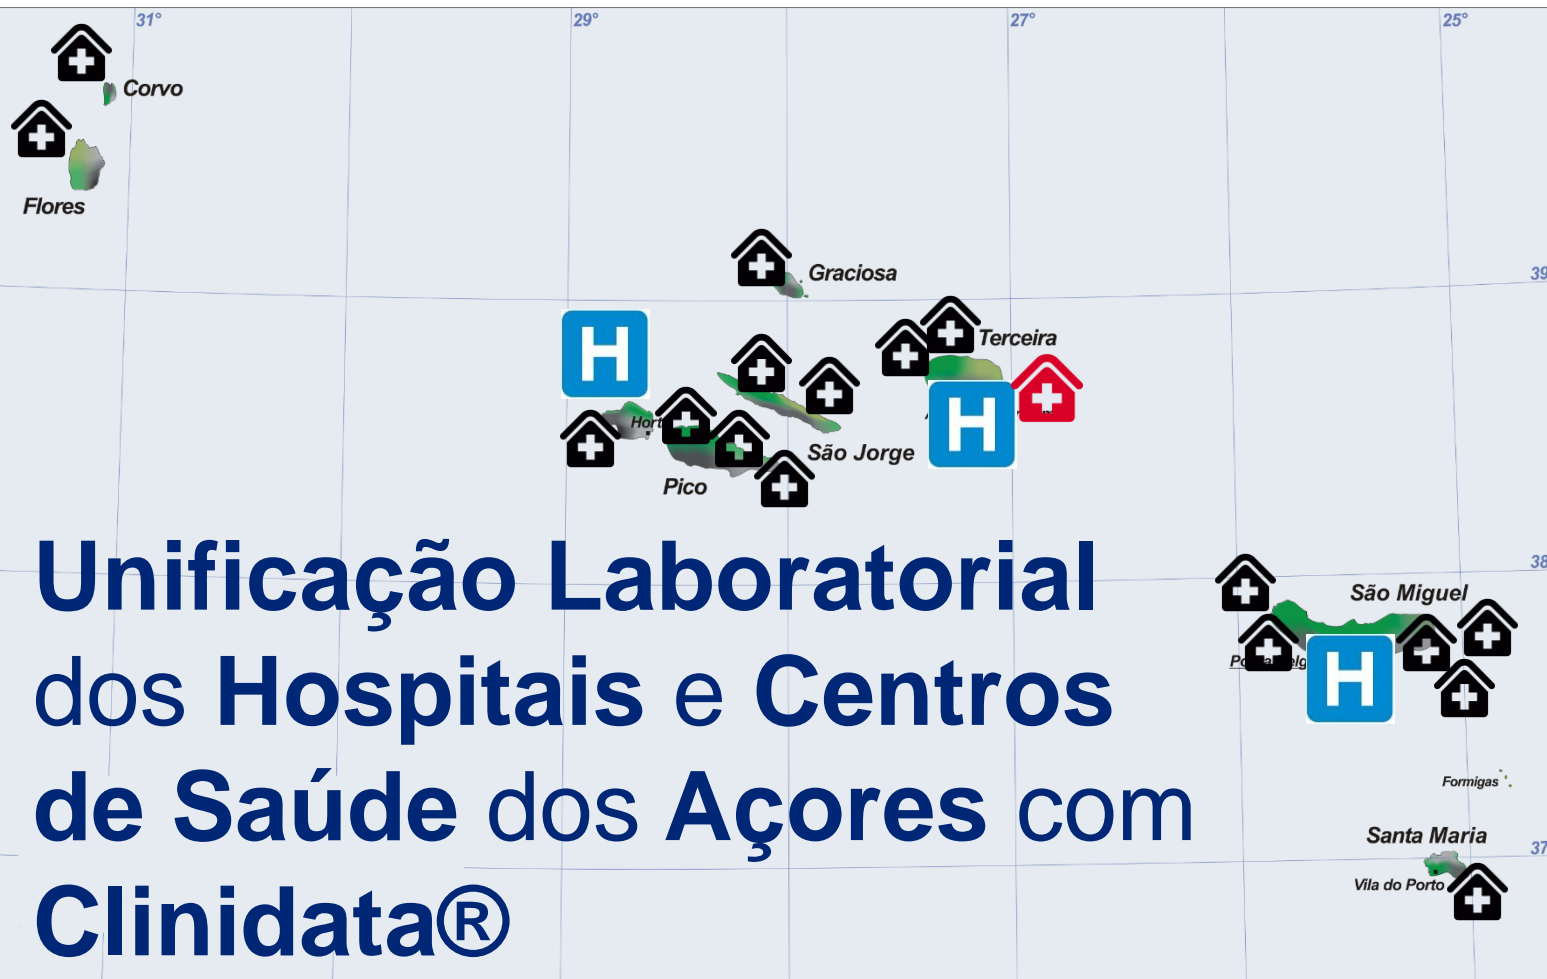 31°
29°
27°
25°
Corvo
Flores
Graciosa
39
Terceira
H
H
São Jorge
Pico
38
São Miguel
H
Unificação Laboratorial
dos Hospitais e Centros
de Saúde dos Açores com
Clinidata®
Formigas
Santa Maria
37
Vila do Porto